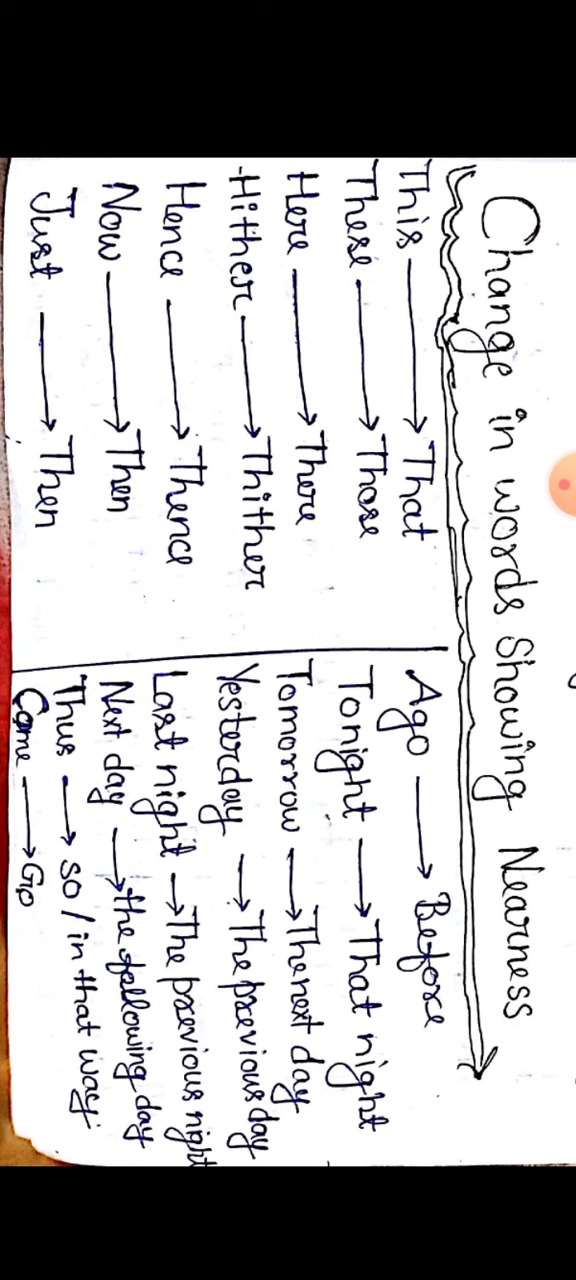 Change in words Showing Nearness
This → That
These → Those
Here → There
Hither → Thither
Hence → Thence
Now → Then
Just → Then
Ago → Before
Tonight → That night
Tomorrow → The next day
Yesterday → The previous day
Last night → The previous night
Next day → the following day
Thus → so / in that way
Come → Go